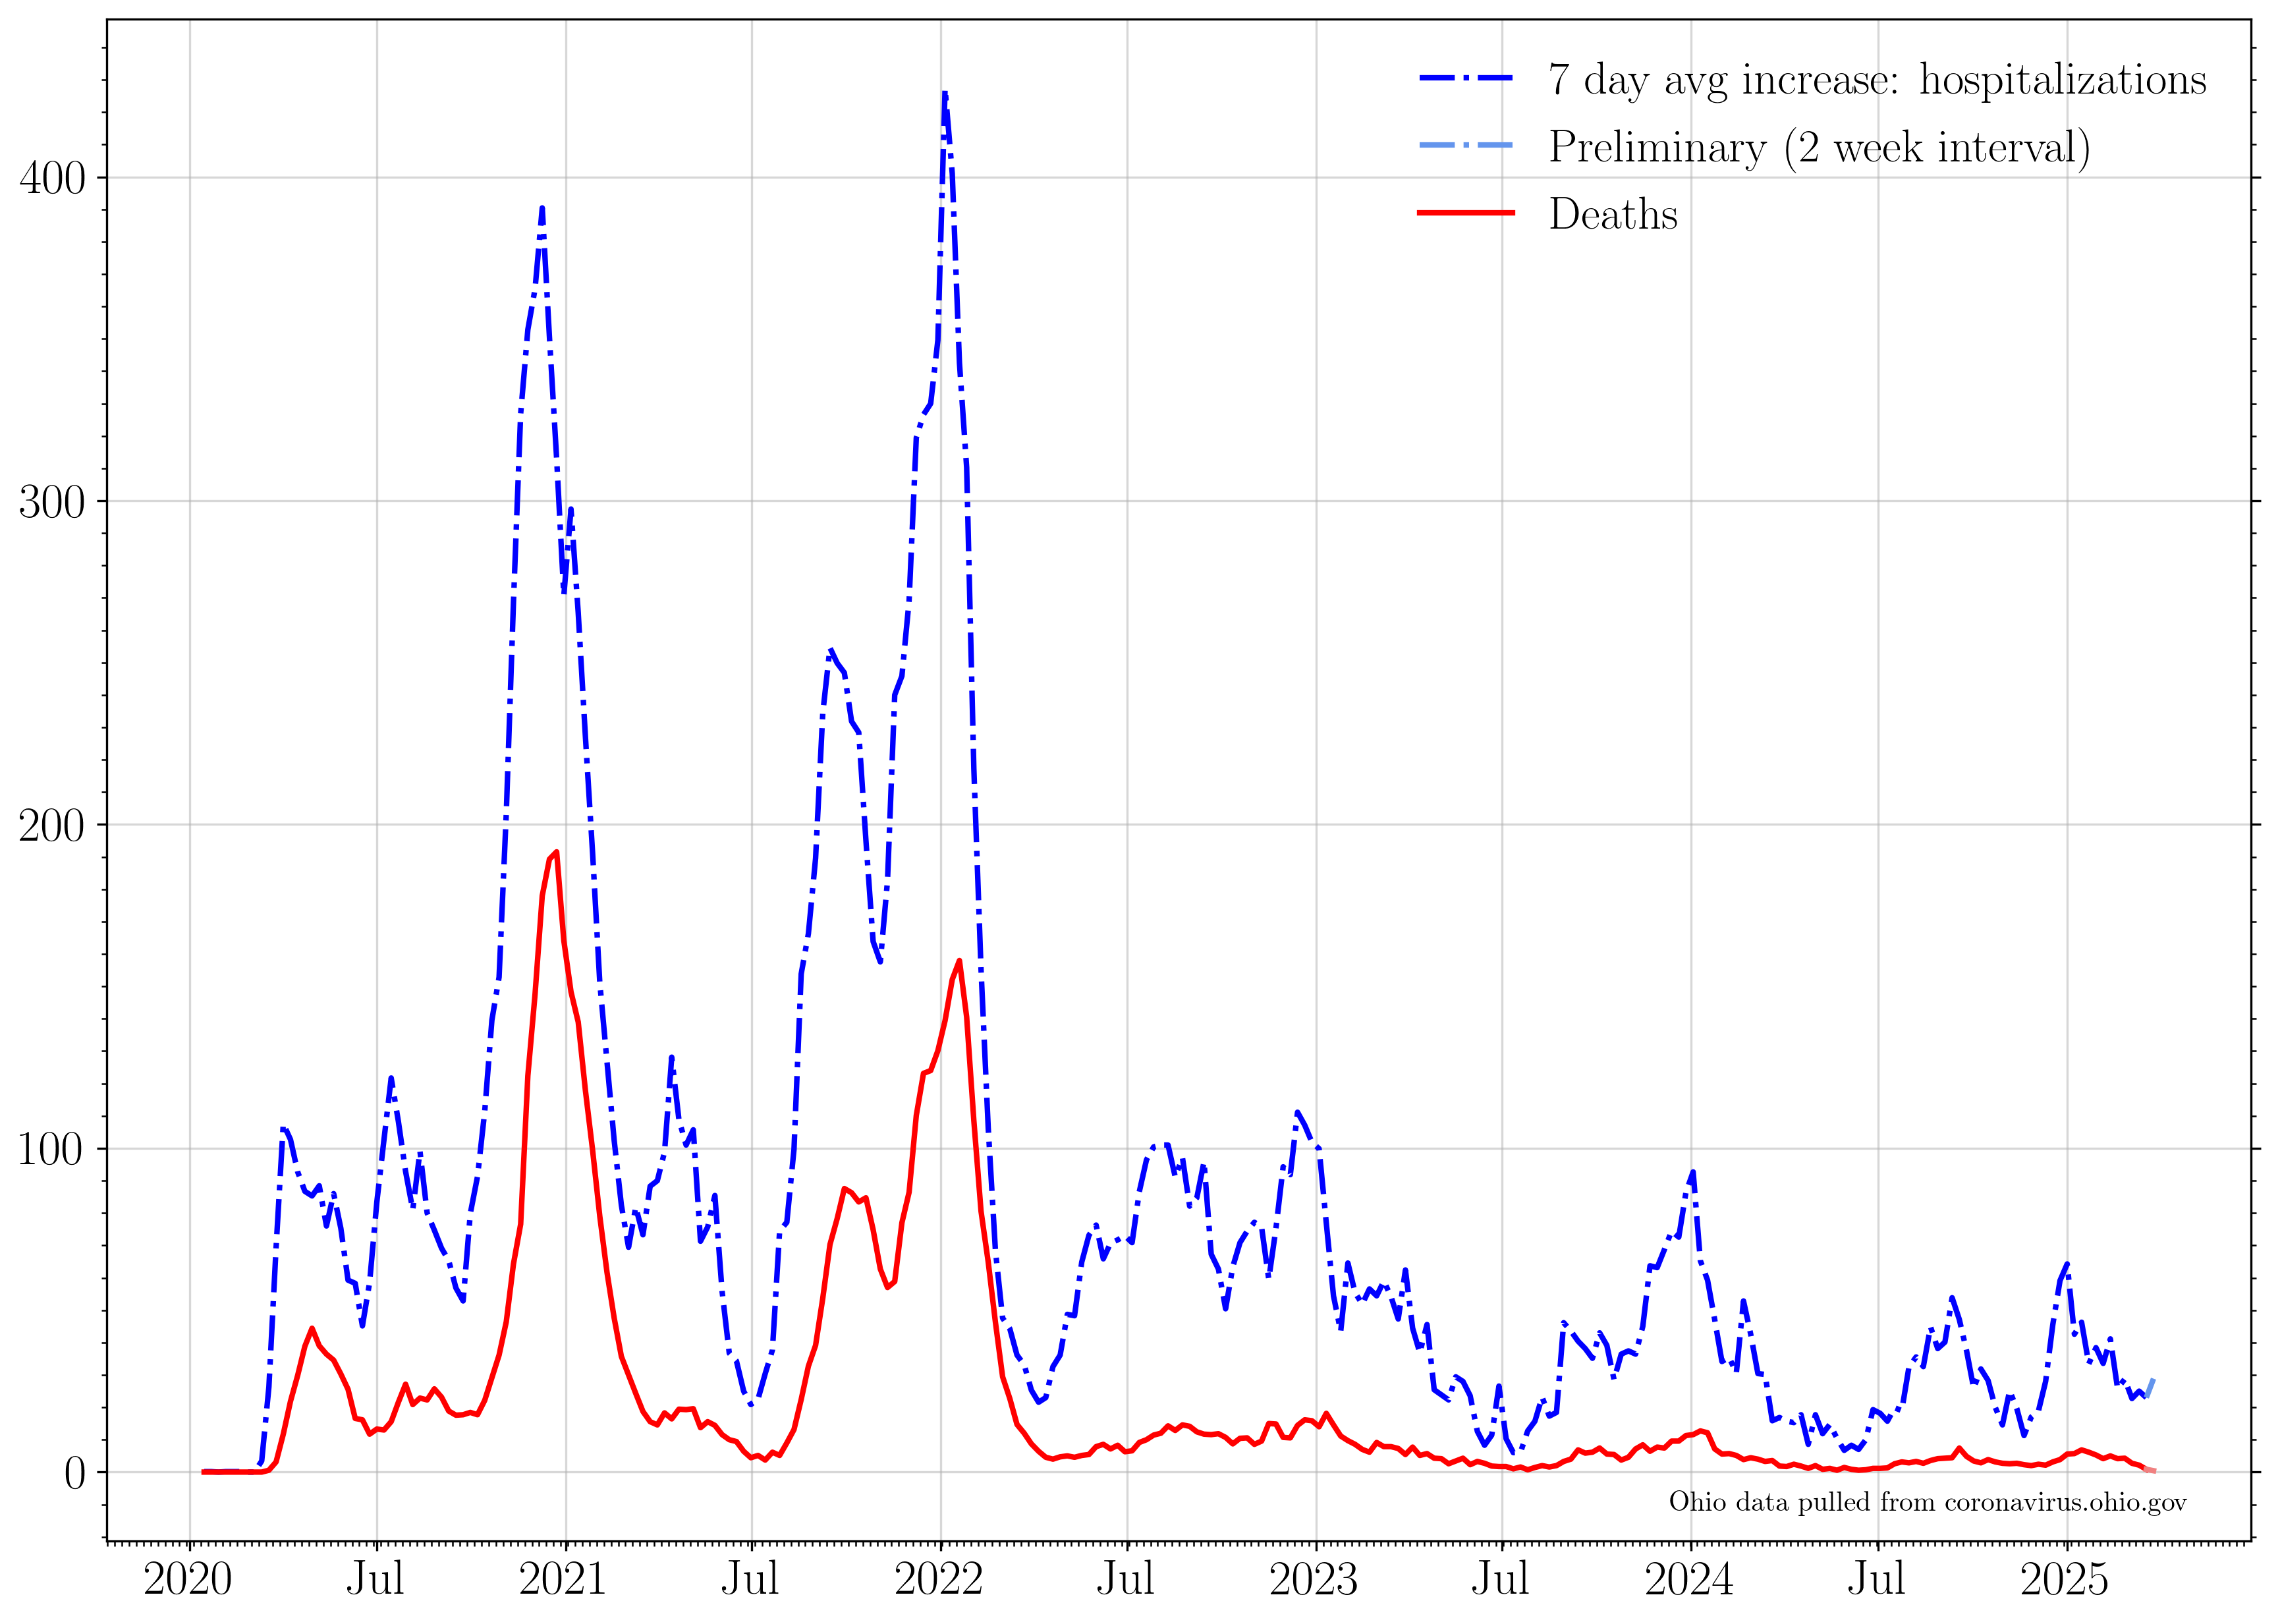 7 day avg increase: hospitalizations
Preliminary (2 week interval)
Deaths
400
300
200
100
0
Ohio data pulled from coronavirus.ohio.gov
2020 Jul 2021 Jul 2022 Jul 2023 Jul 2024 Jul 2025